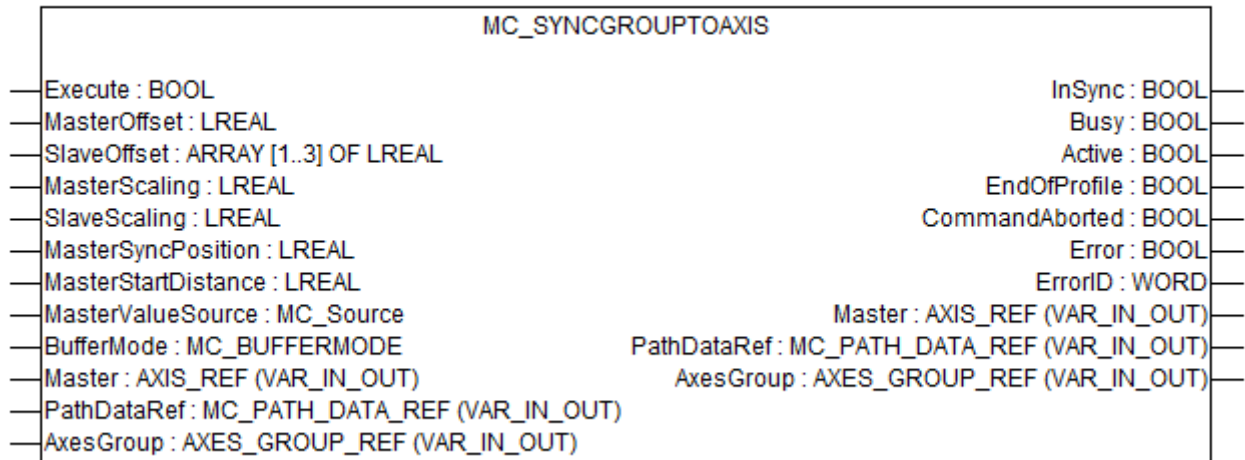 MC_SYNCGROUPTOAXIS
Execute : BOOL InSync : BOOL
MasterOffset : LREAL Busy : BOOL
SlaveOffset : ARRAY [1..3] OF LREAL Active : BOOL
MasterScaling : LREAL EndOfProfile : BOOL
SlaveScaling : LREAL CommandAborted : BOOL
MasterSyncPosition : LREAL Error : BOOL
MasterStartDistance : LREAL ErrorID : WORD
MasterValueSource : MC_Source Master : AXIS_REF (VAR_IN_OUT)
BufferMode : MC_BUFFERMODE PathDataRef : MC_PATH_DATA_REF (VAR_IN_OUT)
Master : AXIS_REF (VAR_IN_OUT) AxesGroup : AXES_GROUP_REF (VAR_IN_OUT)
PathDataRef : MC_PATH_DATA_REF (VAR_IN_OUT)
AxesGroup : AXES_GROUP_REF (VAR_IN_OUT)